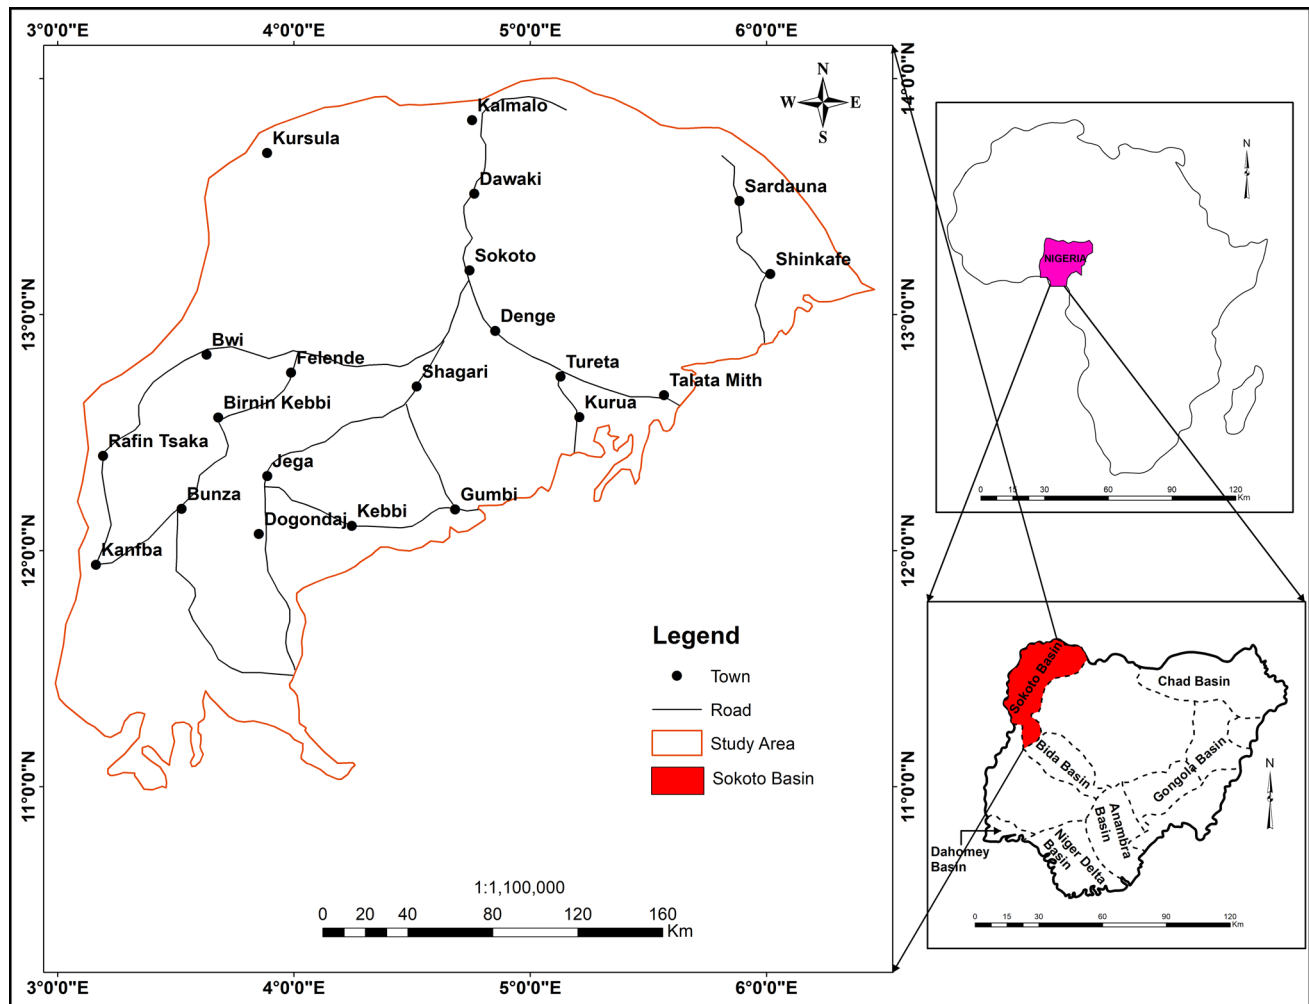 3°0'0"E 4°0'0"E 5°0'0"E 6°0'0"E
14°0'0"N
13°0'0"N
12°0'0"N
11°0'0"N
N
W E
S
Kalmalo
Kursula
Dawaki
Sardauna
Sokoto
Shinkafe
Denge
Bwi
Felende
Shagari
Tureta
Talata Mith
Birnin Kebbi
Kurua
Rafin Tsaka
Jega
Bunza
Dogondaj
Kebbi
Gumbi
Kanfba
13°0'0"N
12°0'0"N
11°0'0"N
Legend
Town
Road
Study Area
Sokoto Basin
1:1,100,000
0 20 40 80 120 160
Km
3°0'0"E 4°0'0"E 5°0'0"E 6°0'0"E
N
NIGERIA
0 15 30 60 90 120
Km
Sokoto Basin
Chad Basin
Bida Basin
Gongola Basin
N
Anambra
Basin
Niger Delta
Basin
Dahomey
Basin
0 15 30 60 90 120
Km